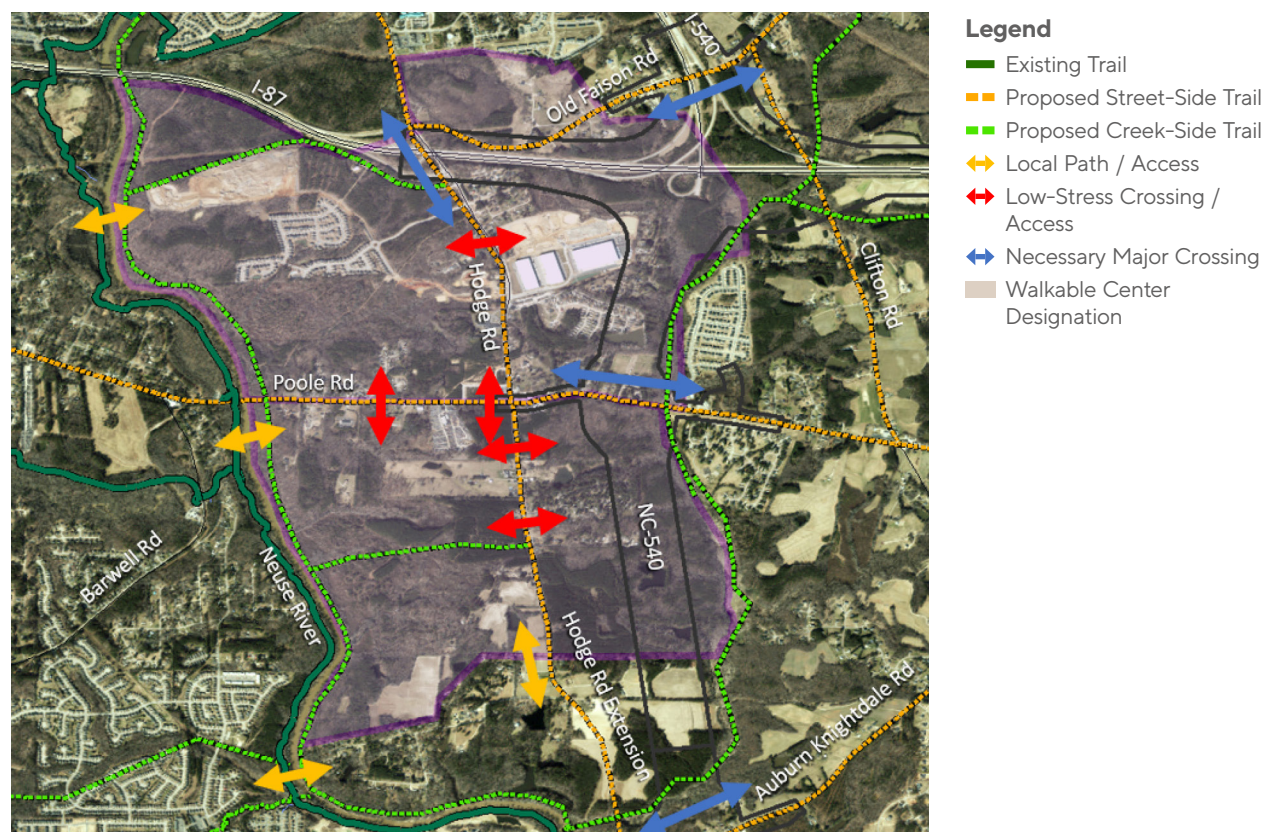 I-540
Old Faison Rd
I-87
Clifton Rd
Hodge Rd
Poole Rd
NC-540
Barwell Rd
Neuse River
Hodge Rd Extension
Auburn Knightdale Rd
Legend
Existing Trail
Proposed Street-Side Trail
Proposed Creek-Side Trail
Local Path / Access
Low-Stress Crossing /
Access
Necessary Major Crossing
Walkable Center
Designation